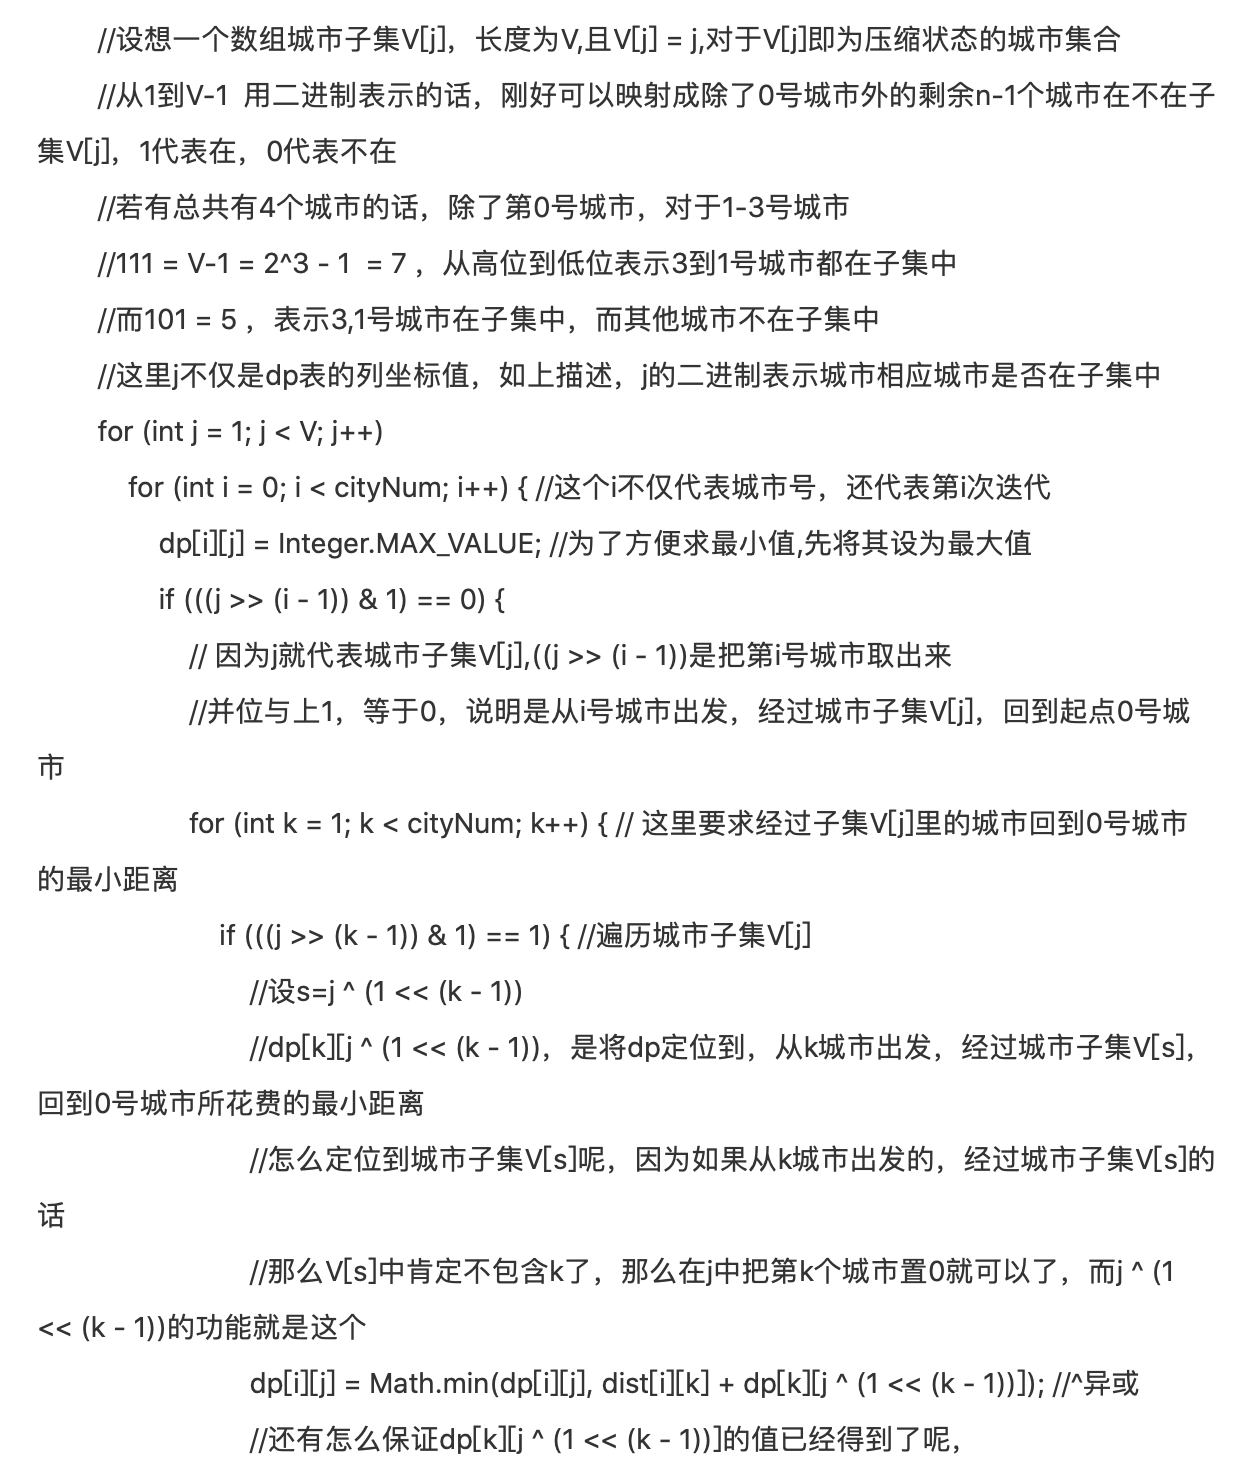 //设想一个数组城市子集V[j]，长度为V,且V[j] = j,对于V[j]即为压缩状态的城市集合
//从1到V-1  用二进制表示的话，刚好可以映射成除了0号城市外的剩余n-1个城市在不在子
集V[j]，1代表在，0代表不在
//若有总共有4个城市的话，除了第0号城市，对于1-3号城市
//111 = V-1 = 2^3 - 1  = 7 ，从高位到低位表示3到1号城市都在子集中
//而101 = 5 ，表示3,1号城市在子集中，而其他城市不在子集中
//这里j不仅是dp表的列坐标值，如上描述，j的二进制表示城市相应城市是否在子集中
for (int j = 1; j < V; j++)
for (int i = 0; i < cityNum; i++) { //这个i不仅代表城市号，还代表第i次迭代
dp[i][j] = Integer.MAX_VALUE; //为了方便求最小值,先将其设为最大值
if (((j >> (i - 1)) & 1) == 0) {
// 因为j就代表城市子集V[j],((j >> (i - 1))是把第i号城市取出来
//并位与上1，等于0，说明是从i号城市出发，经过城市子集V[j]，回到起点0号城
市
for (int k = 1; k < cityNum; k++) { // 这里要求经过子集V[j]里的城市回到0号城市
的最小距离
if (((j >> (k - 1)) & 1) == 1) { //遍历城市子集V[j]
//设s=j ^ (1 << (k - 1))
//dp[k][j ^ (1 << (k - 1))，是将dp定位到，从k城市出发，经过城市子集V[s]，
回到0号城市所花费的最小距离
//怎么定位到城市子集V[s]呢，因为如果从k城市出发的，经过城市子集V[s]的
话
//那么V[s]中肯定不包含k了，那么在j中把第k个城市置0就可以了，而j ^ (1
<< (k - 1))的功能就是这个
dp[i][j] = Math.min(dp[i][j], dist[i][k] + dp[k][j ^ (1 << (k - 1))]); //^异或
//还有怎么保证dp[k][j ^ (1 << (k - 1))]的值已经得到了呢，